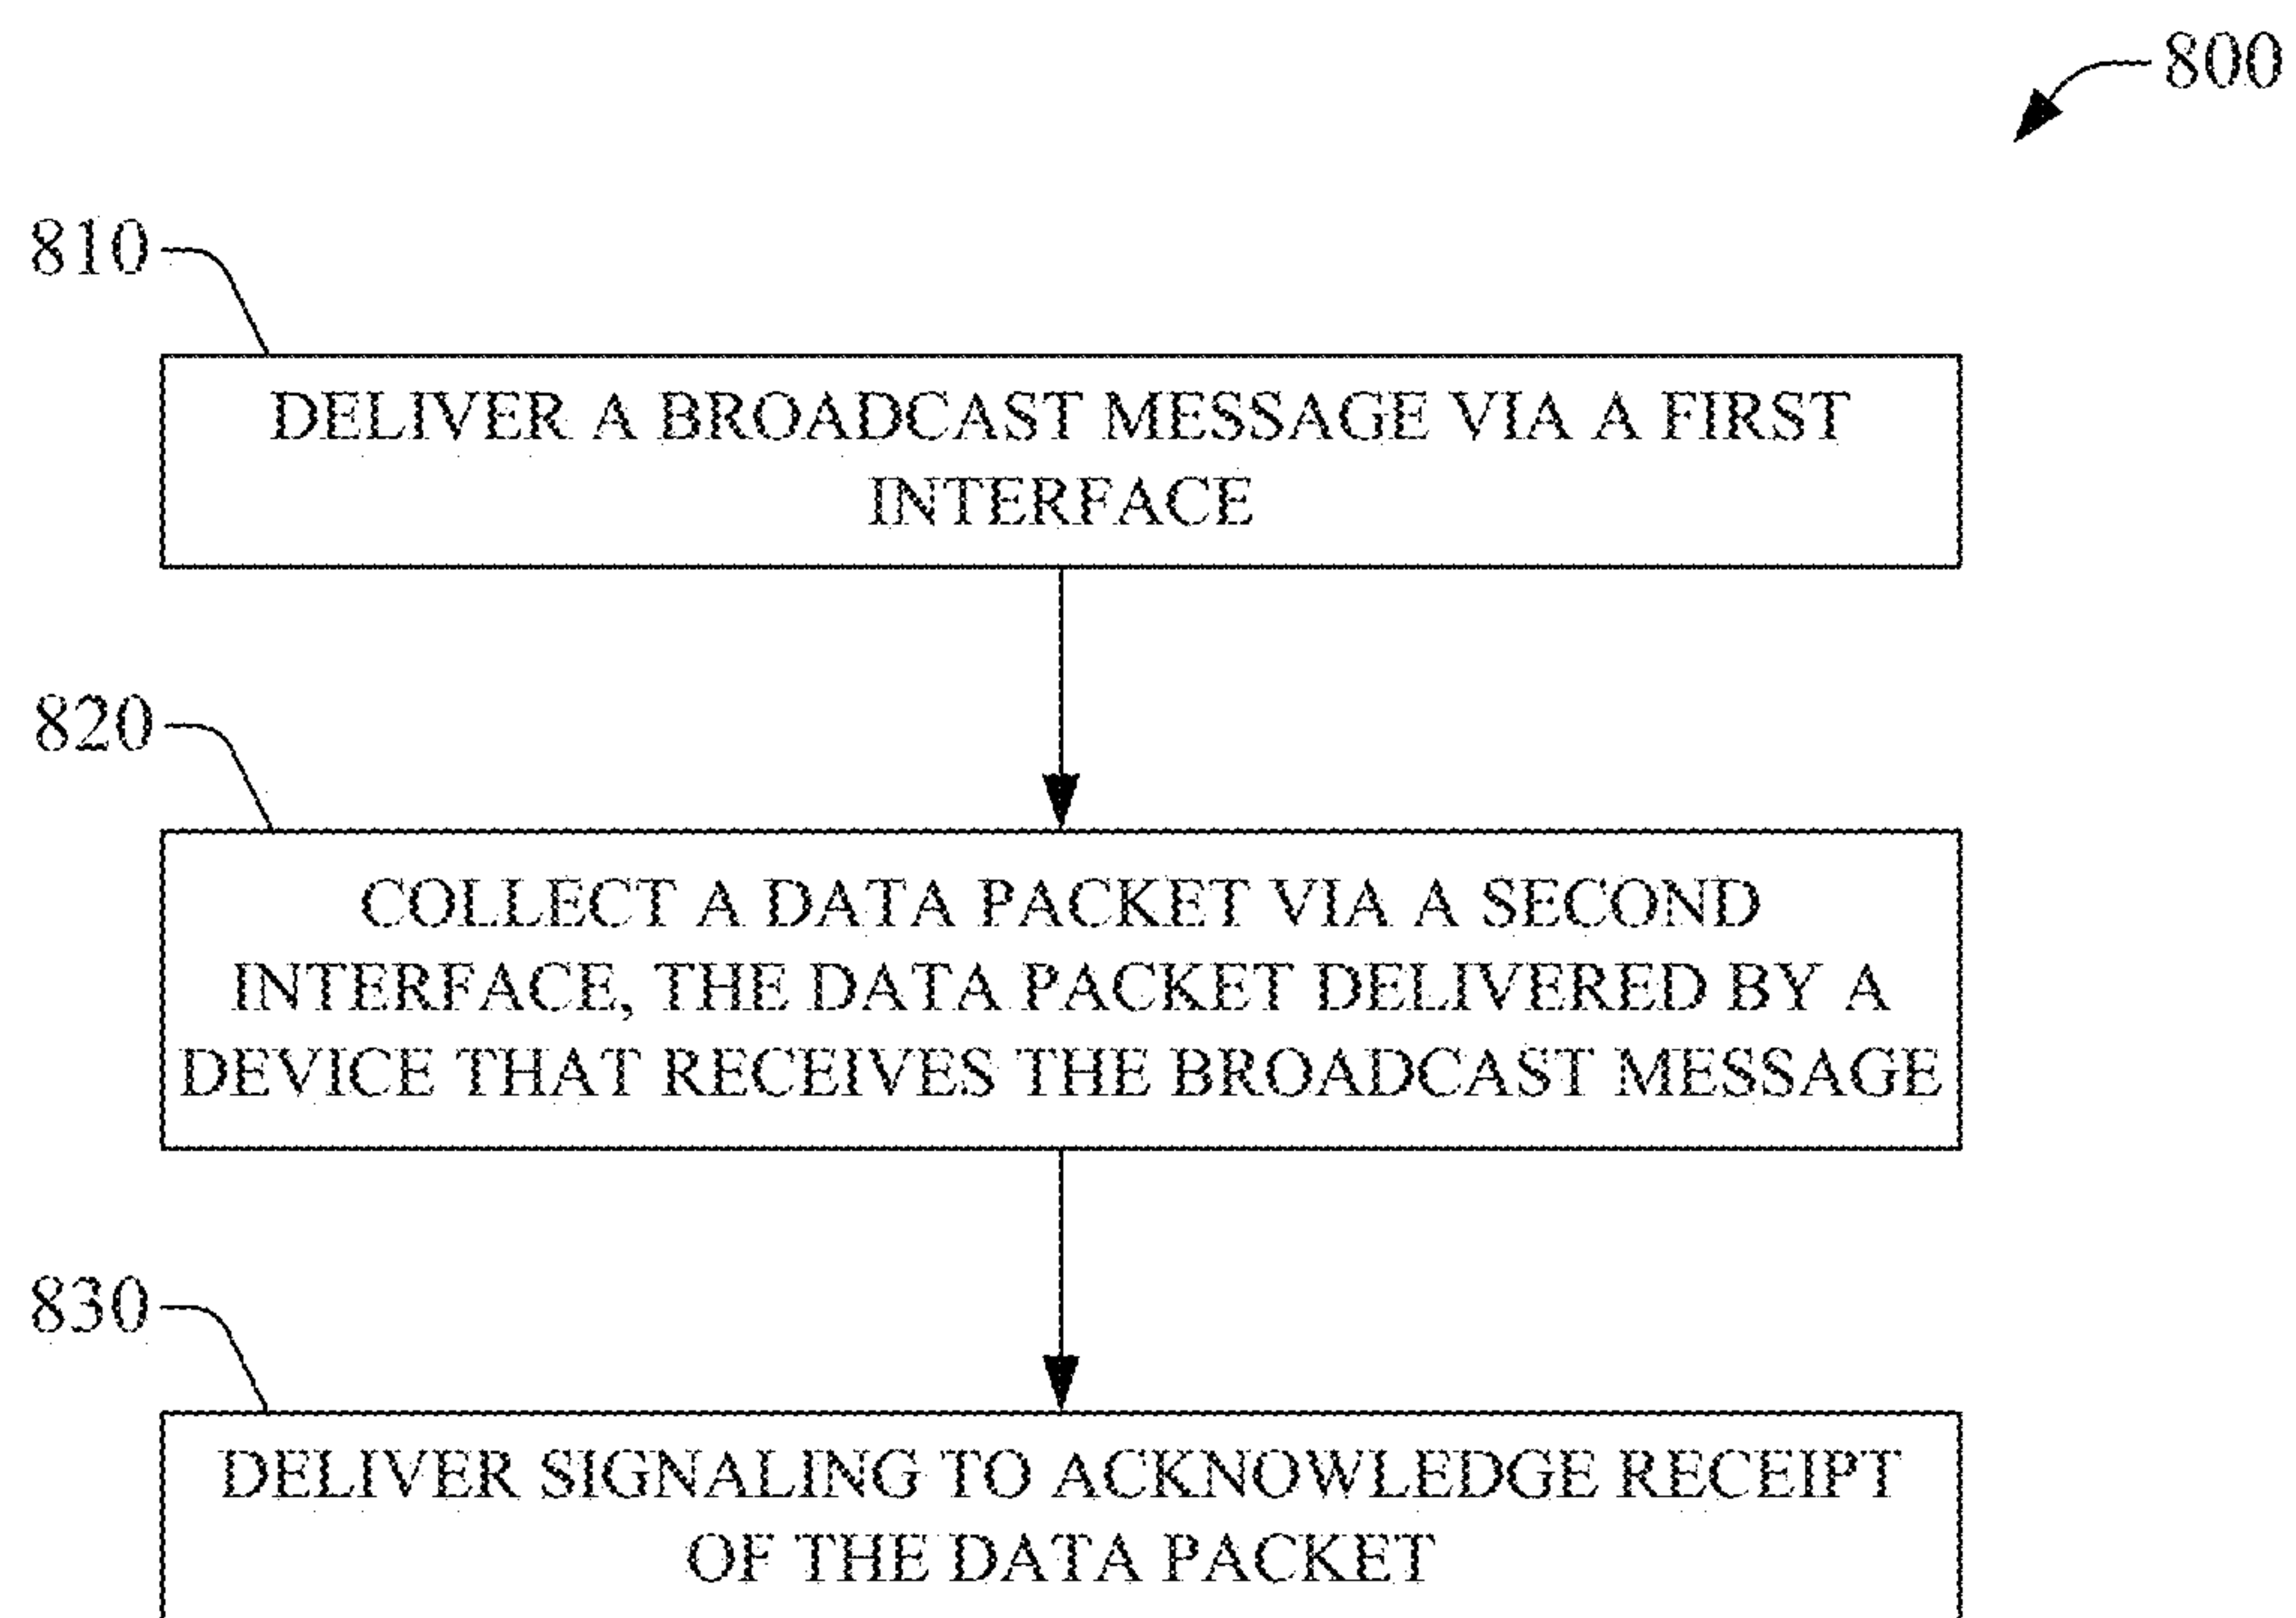 800
810
DELIVER A BROADCAST MESSAGE VIA A FIRST
INTERFACE
820
COLLECT A DATA PACKET VIA A SECOND
INTERFACE, THE DATA PACKET DELIVERED BY A
DEVICE THAT RECEIVES THE BROADCAST MESSAGE
830
DELIVER SIGNALING TO ACKNOWLEDGE RECEIPT
OF THE DATA PACKET